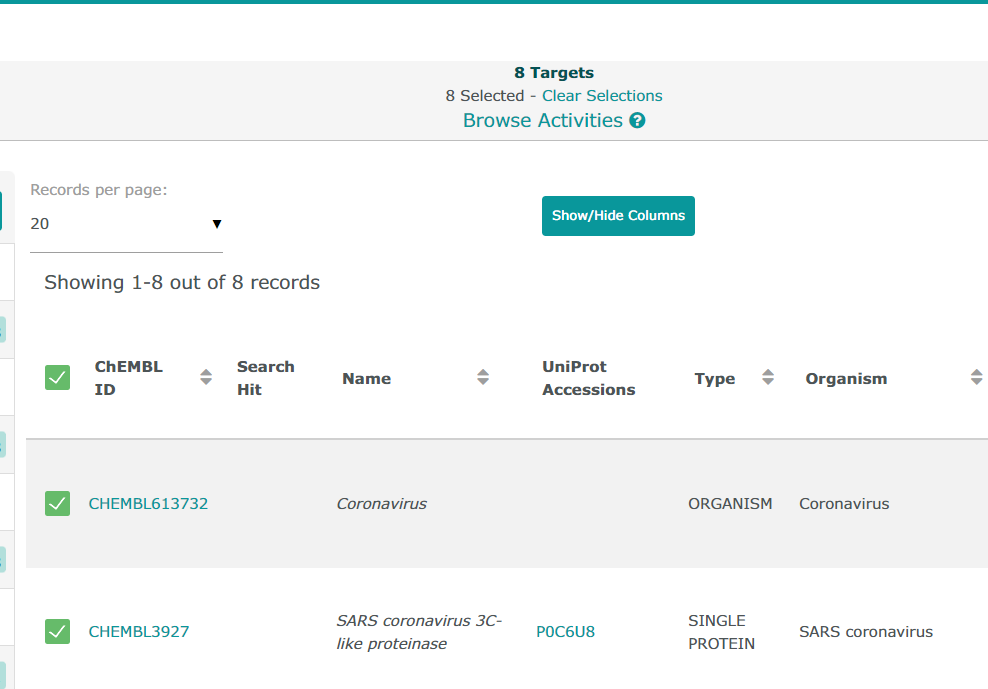 8 Targets
8 Selected - Clear Selections
Browse Activities ?
Records per page:
20
Show/Hide Columns
Showing 1-8 out of 8 records
ChEMBL ID
Search Hit
Name
UniProt Accessions
Type
Organism
CHEMBL613732
Coronavirus
ORGANISM
Coronavirus
CHEMBL3927
SARS coronavirus 3C-
like proteinase
P0C6U8
SINGLE
PROTEIN
SARS coronavirus